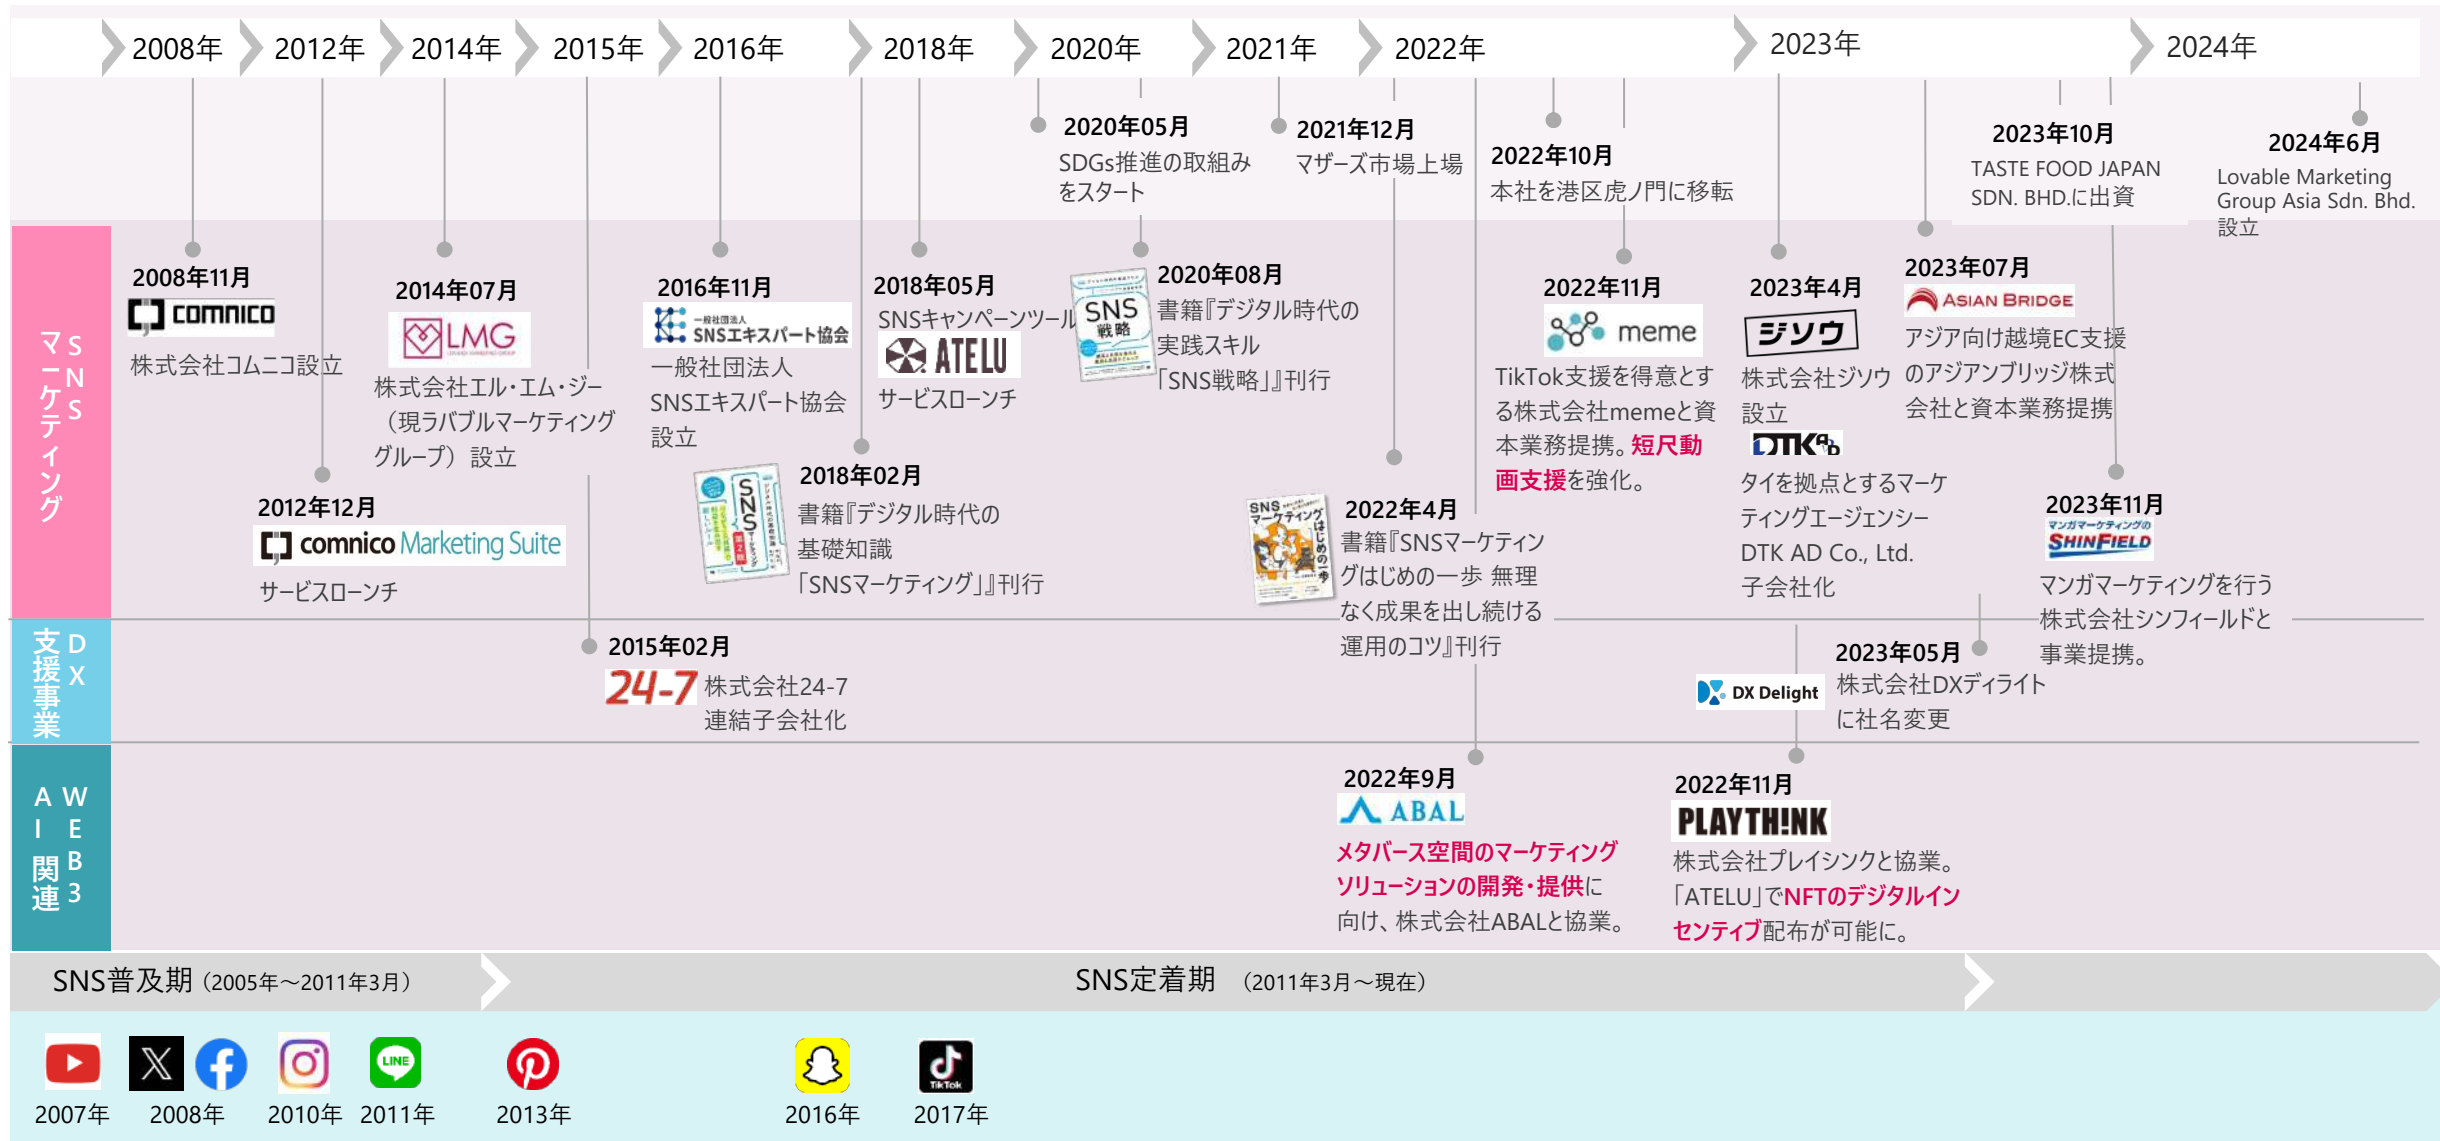 2008年
2012年
2014年
2015年
2016年
2018年
2020年
2021年
2022年
2023年
2024年
2020年05月
SDGs推進の取組み
をスタート
2021年12月
マザーズ市場上場
2022年10月
本社を港区虎ノ門に移転
2023年10月
TASTE FOOD JAPAN
SDN. BHD.に出資
2024年6月
Lovable Marketing
Group Asia Sdn. Bhd.
設立
SNS
マーケティング
2008年11月
comnico
株式会社コムニコ設立
2012年12月
comnico Marketing Suite
サービスローンチ
2014年07月
LMG
株式会社エル・エム・ジー
（現ラバブルマーケティング
グループ）設立
2016年11月
一般社団法人
SNSエキスパート協会
一般社団法人
SNSエキスパート協会
設立
2018年05月
SNSキャンペーンツール
ATELU
サービスローンチ
2018年02月
SNS
書籍『デジタル時代の
基礎知識
「SNSマーケティング」』刊行
2020年08月
SNS
戦略
書籍『デジタル時代の
実践スキル
「SNS戦略」』刊行
2022年4月
SNS
マーケティング
はじめの一歩
書籍『SNSマーケティン
グはじめの一歩 無理
なく成果を出し続ける
運用のコツ』刊行
2022年11月
meme
TikTok支援を得意とす
る株式会社memeと資
本業務提携。短尺動
画支援を強化。
2023年4月
ジソウ
株式会社ジソウ
設立
DTK AD
タイを拠点とするマーケ
ティングエージェンシー
DTK AD Co., Ltd.
子会社化
2023年07月
ASIAN BRIDGE
アジア向け越境EC支援
のアジアンブリッジ株式
会社と資本業務提携
2023年11月
マンガマーケティングの
SHINFIELD
マンガマーケティングを行う
株式会社シンフィールドと
事業提携。
DX
支援事業
2015年02月
24-7
株式会社24-7
連結子会社化
2023年05月
DX Delight
株式会社DXディライト
に社名変更
WEB3
AI関連
2022年9月
ABAL
メタバース空間のマーケティング
ソリューションの開発・提供に
向け、株式会社ABALと協業。
2022年11月
PLAYTH!NK
株式会社プレイシンクと協業。
「ATELU」でNFTのデジタルイン
センティブ配布が可能に。
SNS普及期（2005年～2011年3月）
SNS定着期 （2011年3月～現在）
LINE
TikTok
2007年
2008年
2010年
2011年
2013年
2016年
2017年